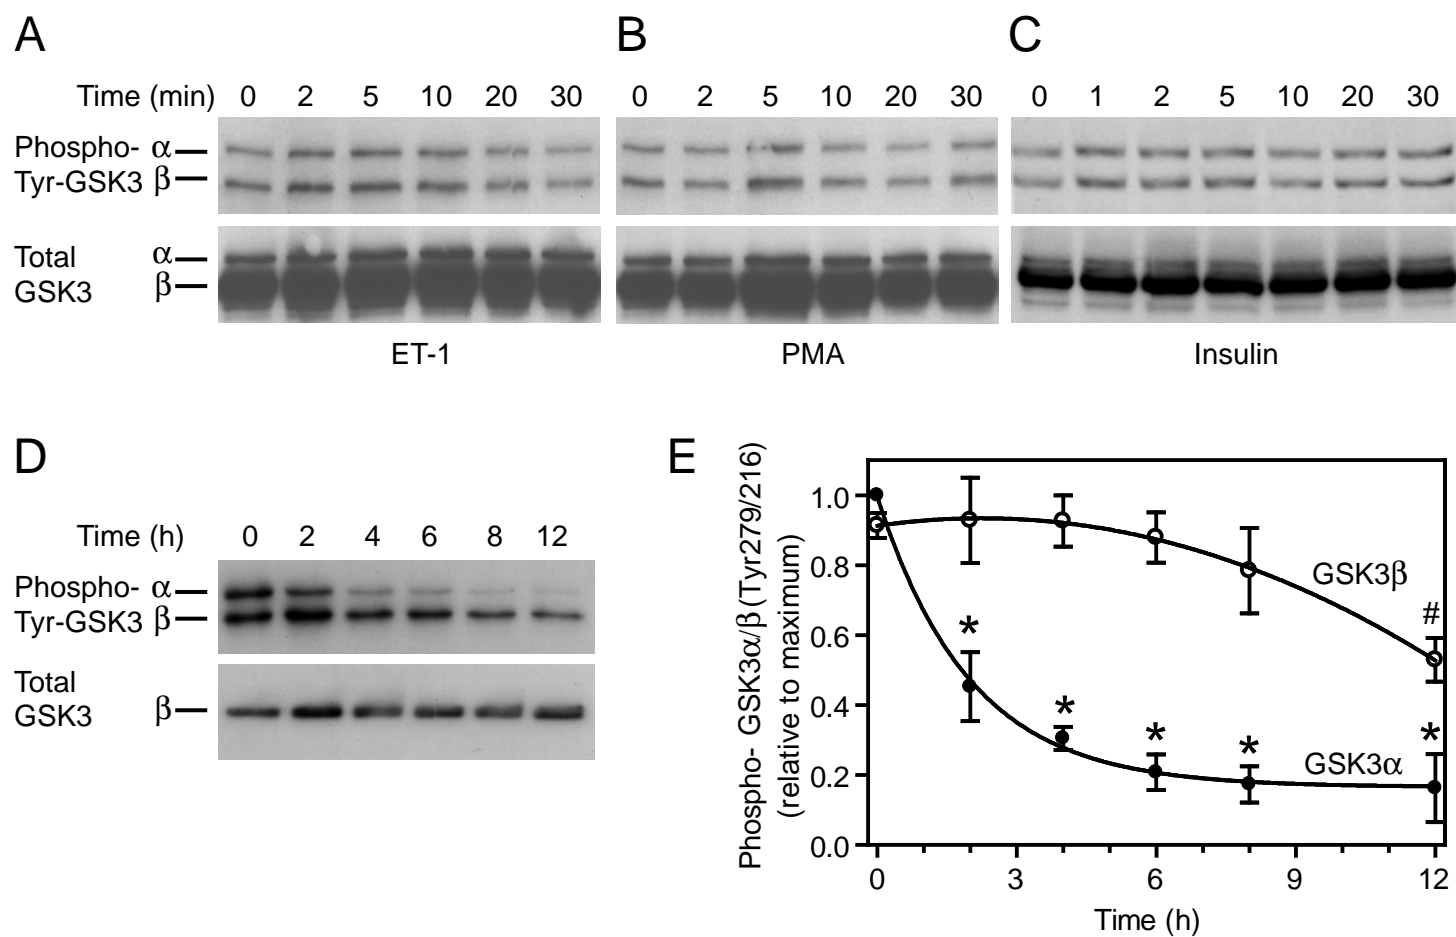 A
B
C
Time (min) 0 2 5 10 20 30
0 2 5 10 20 30
0 1 2 5 10 20 30
Phospho- α
Tyr-GSK3 β
Total α
GSK3 β
ET-1
PMA
Insulin
D
E
Time (h) 0 2 4 6 8 12
Phospho- α
Tyr-GSK3 β
Total
GSK3 β
Phospho- GSK3α/β (Tyr279/216)
(relative to maximum)
1.0
0.8
0.6
0.4
0.2
0.0
GSK3β
#
*
*
*
*
*
GSK3α
0 3 6 9 12
Time (h)